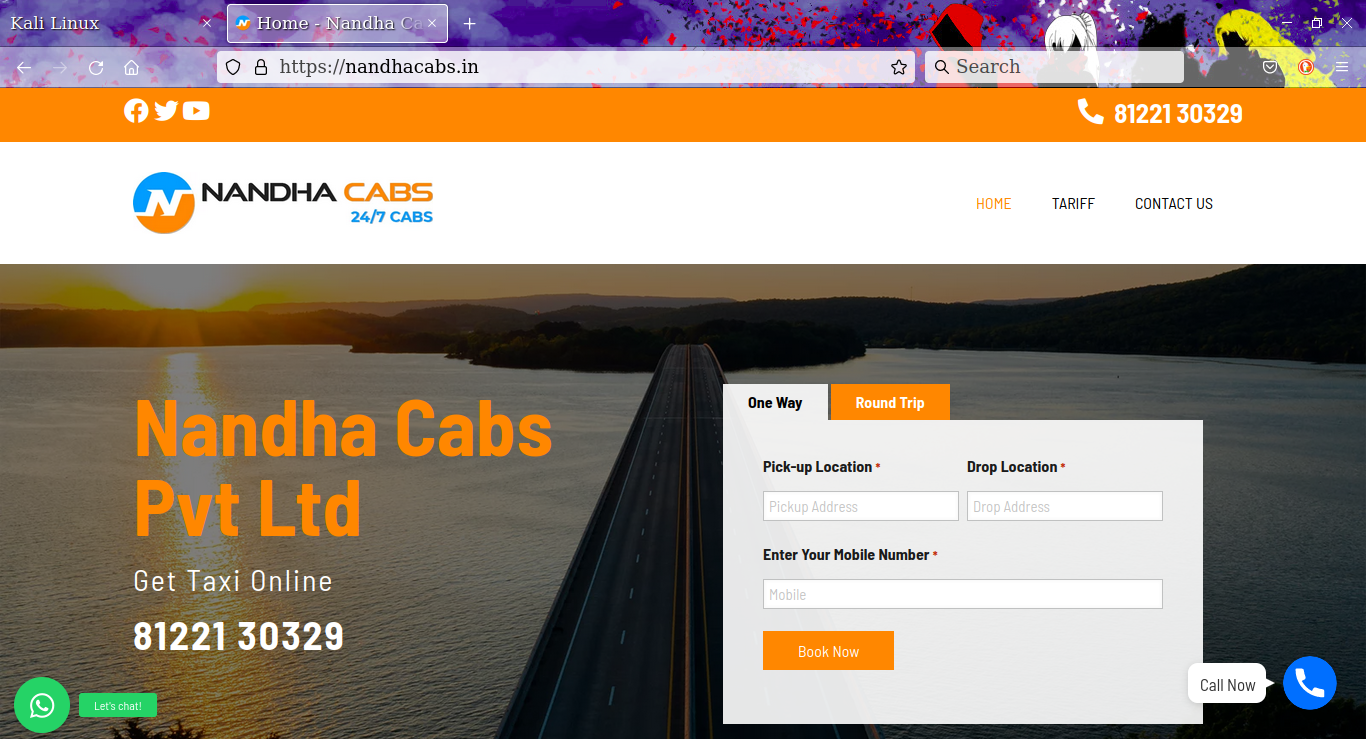 Kali Linux
Home - Nandha Ca
https://nandhacabs.in
Search
81221 30329
NANDHA CABS
24/7 CABS
HOME
TARIFF
CONTACT US
Nandha Cabs
Pvt Ltd
Get Taxi Online
81221 30329
One Way
Round Trip
Pick-up Location *
Drop Location *
Pickup Address
Drop Address
Enter Your Mobile Number *
Mobile
Book Now
Let's chat!
Call Now